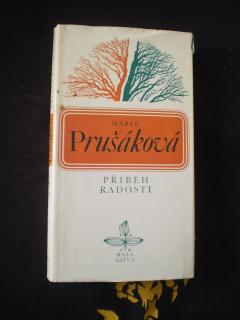 MARIE
Prušáková
PŘÍBĚH
RADOSTI
MALÁ
ŽATVA